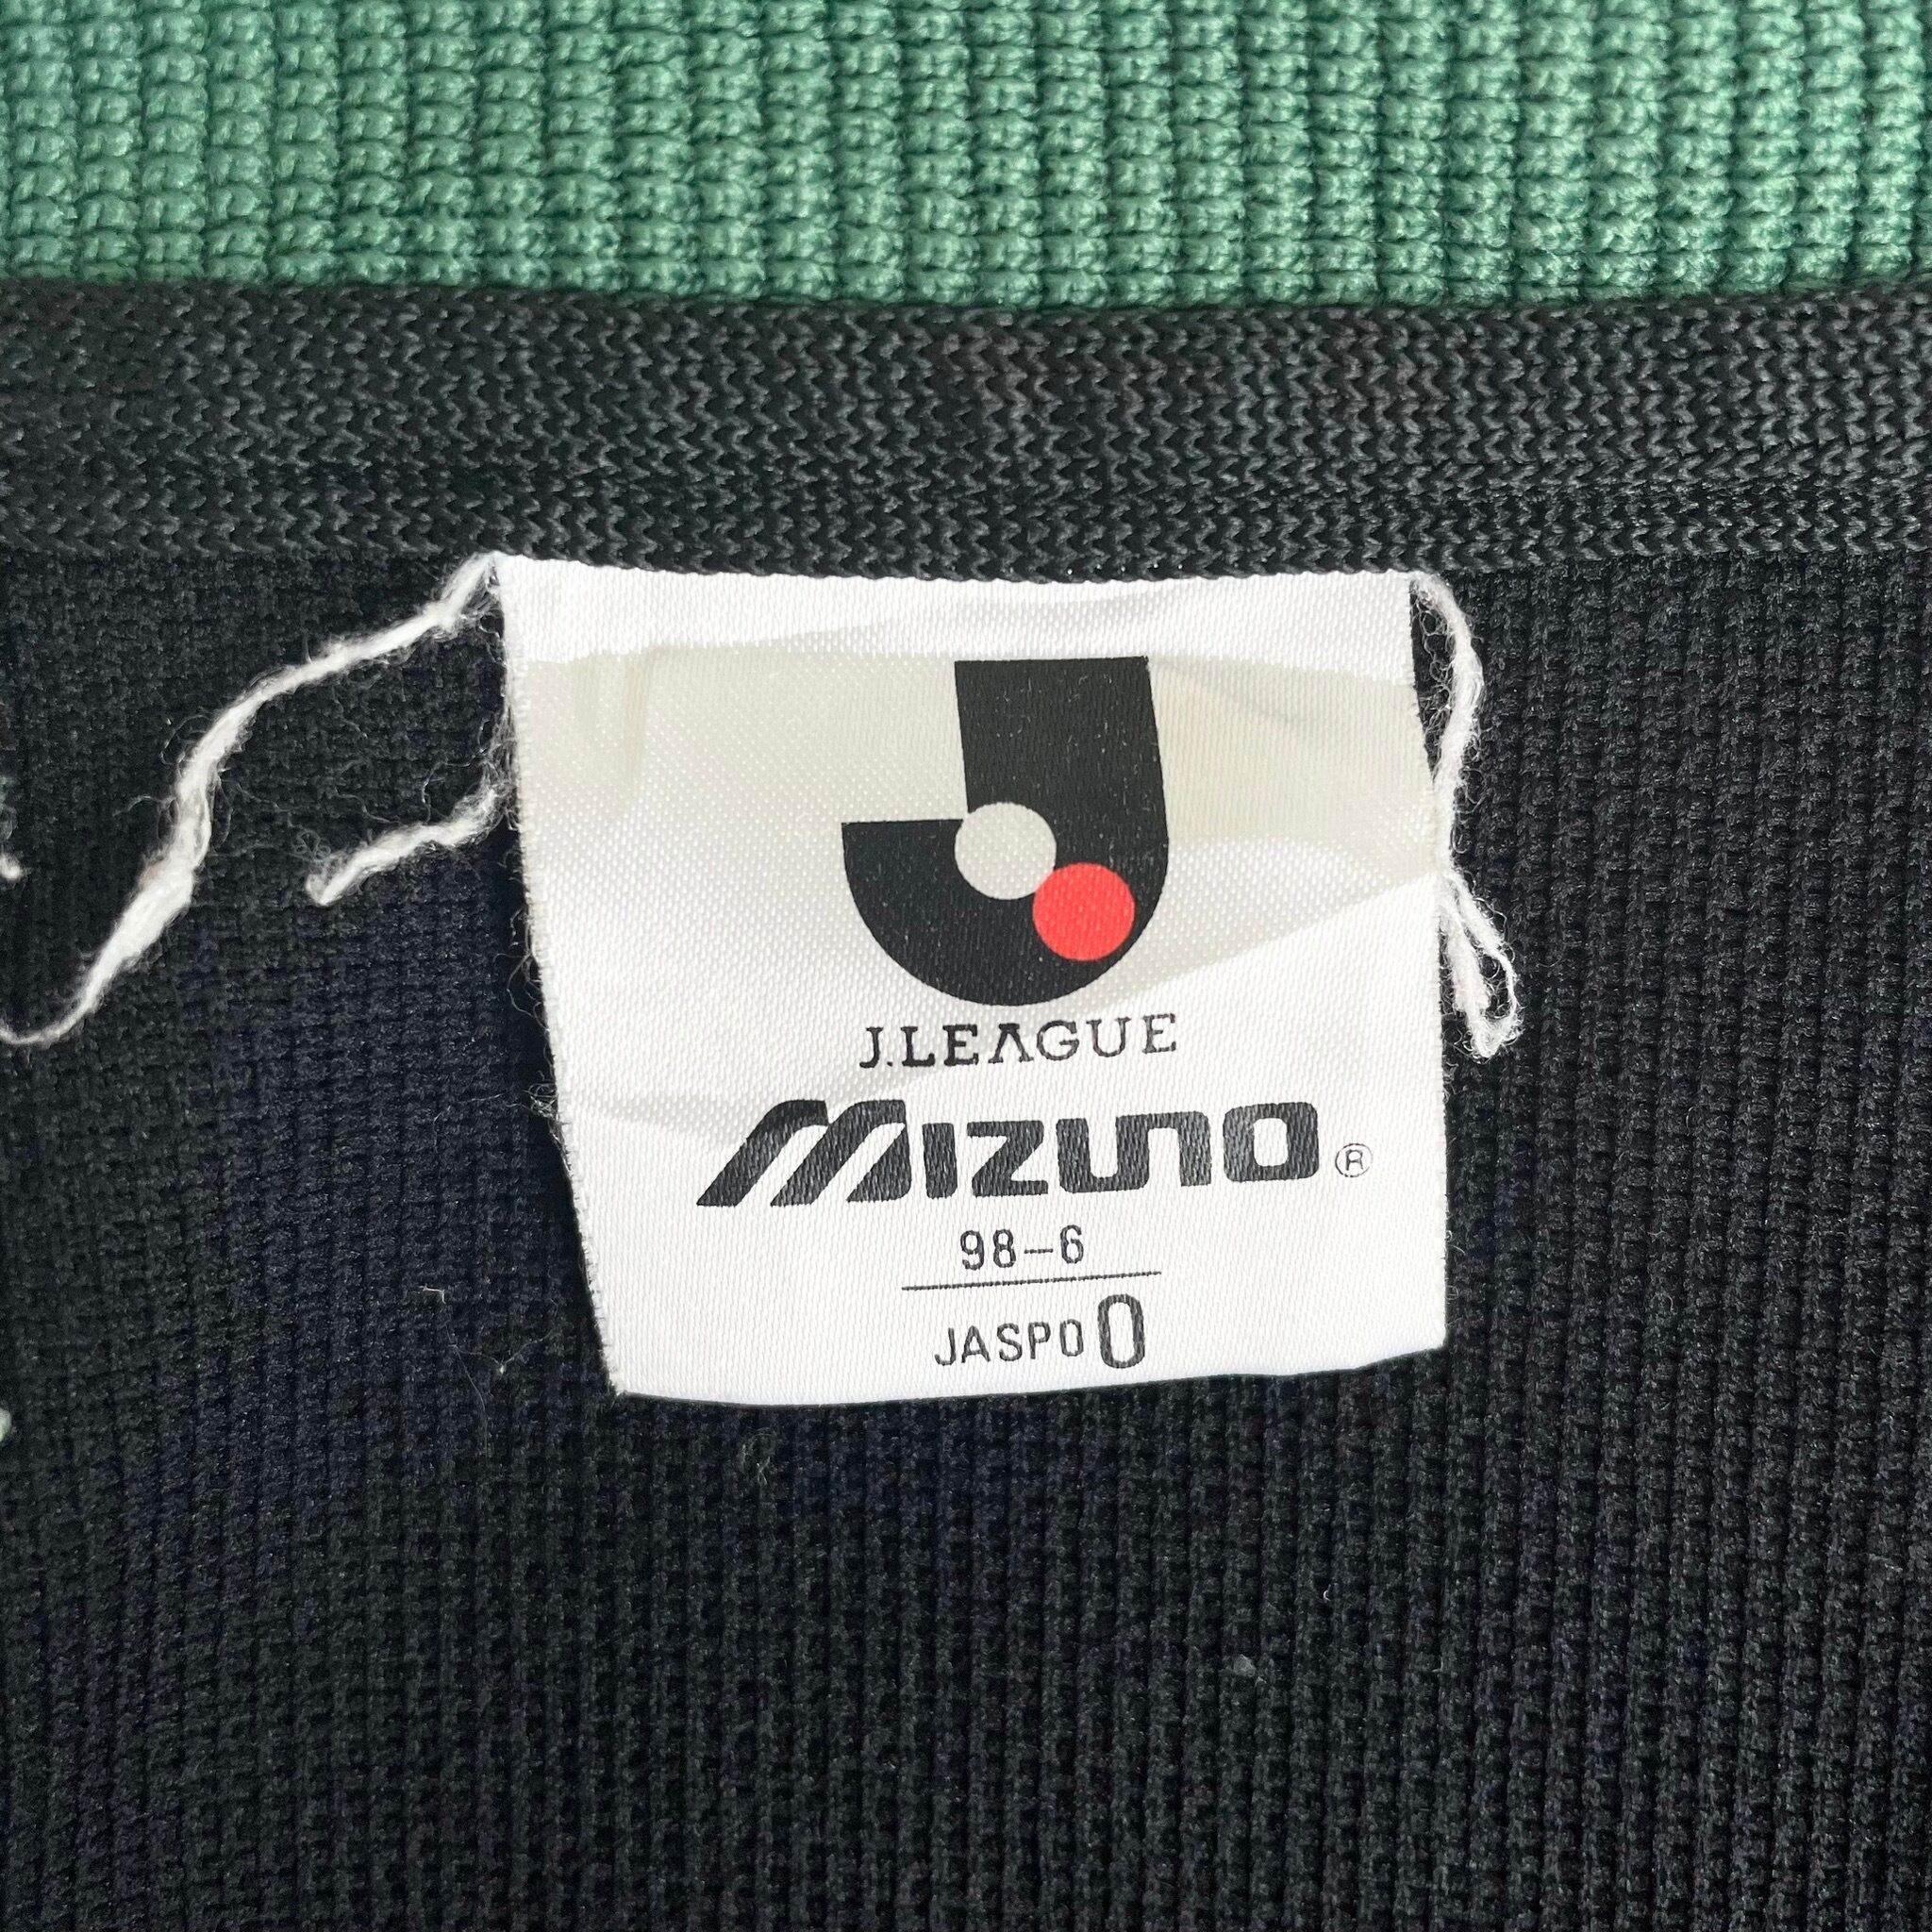 J.LEAGUE
MIZUNO ®
98-6
JASPO O